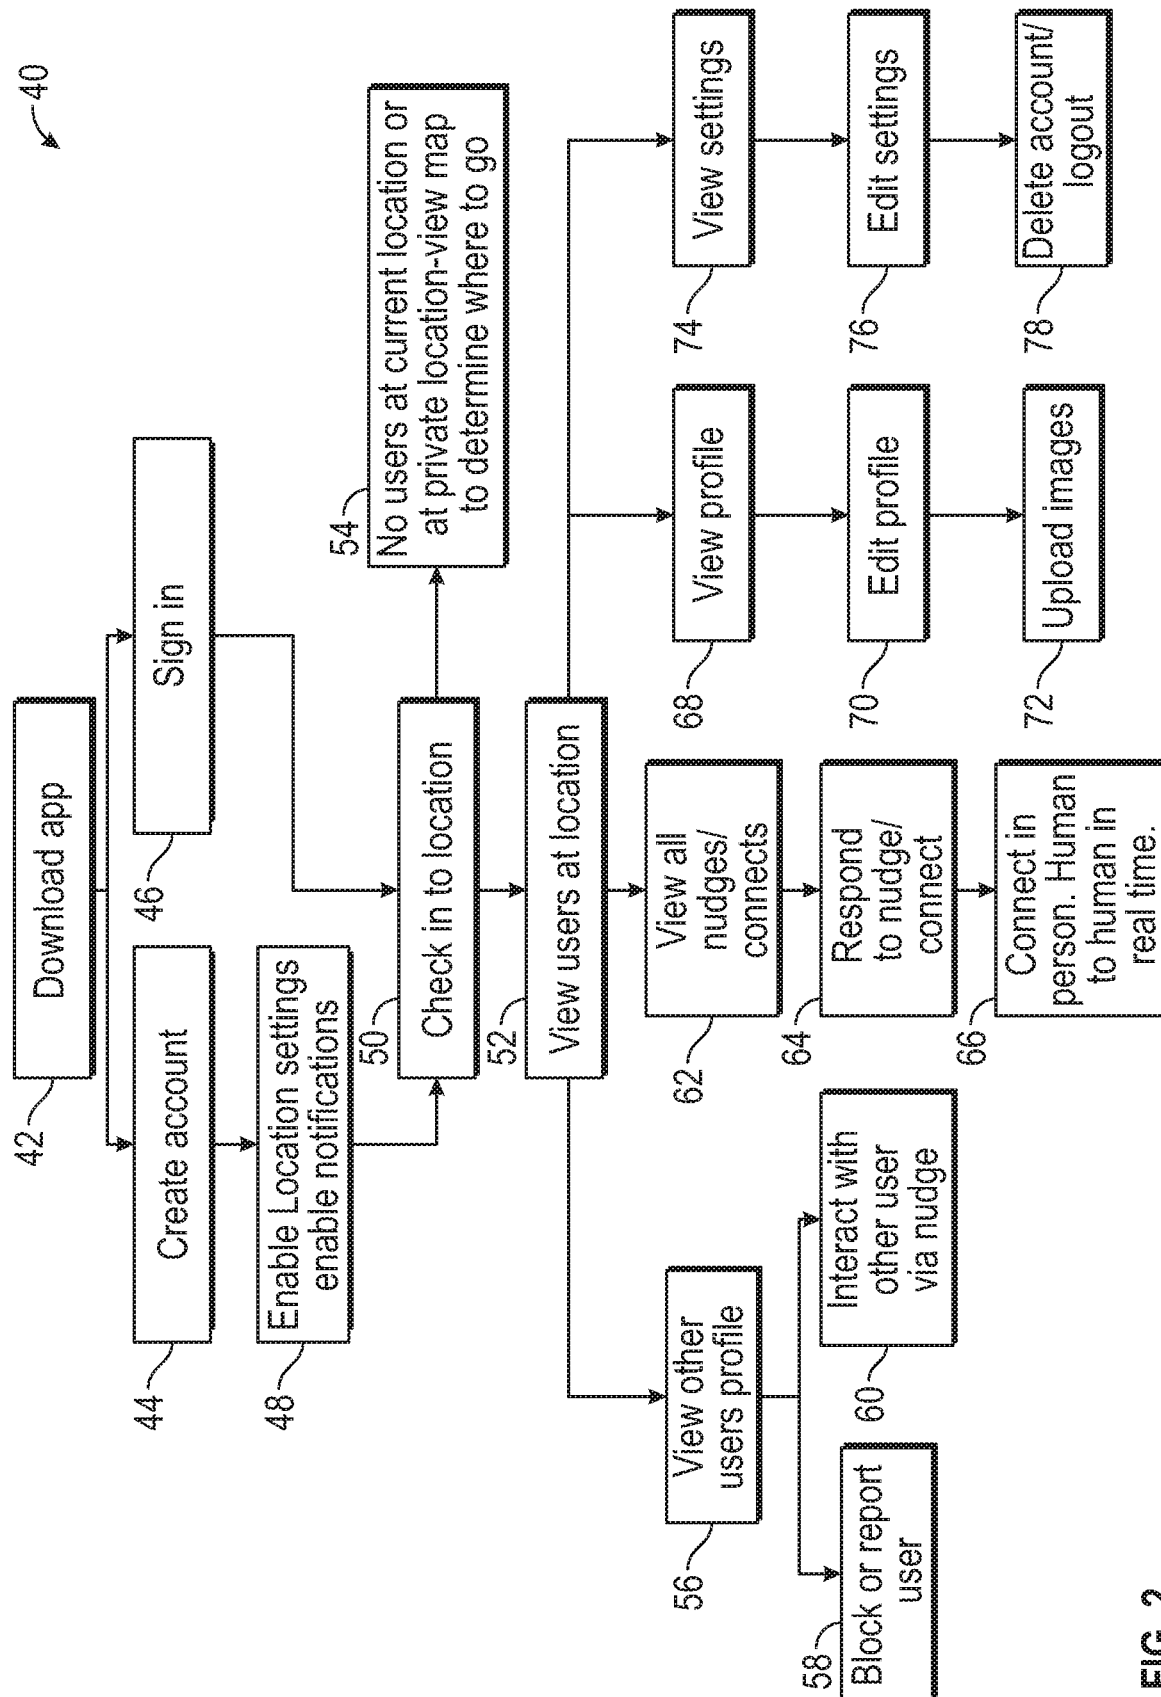 40
Download app
42
Create account
44
Sign in
46
Enable Location settings
enable notifications
48
50
Check in to location
54
No users at current location or
at private location-view map
to determine where to go
52
View users at location
View other
users profile
56
58
Block or report
user
Interact with
other user
via nudge
60
View all
nudges/
connects
62
Respond
to nudge/
connect
64
Connect in
person. Human
to human in
real time.
66
View profile
68
Edit profile
70
Upload images
72
View settings
74
Edit settings
76
Delete account/
logout
78
FIG. 2